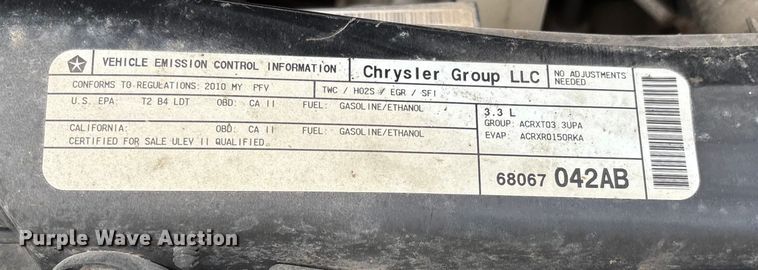 VEHICLE EMISSION CONTROL INFORMATION
Chrysler Group LLC
NO ADJUSTMENTS
NEEDED
CONFORMS TO REGULATIONS: 2010 MY PFV
TWC / HO2S / EGR / SFI
U.S. EPA: T2 B4 LDT OBD: CA II FUEL: GASOLINE/ETHANOL
3.3 L
GROUP: ACRXT03.3UPA
EVAP: ACRXR0150RKA
CALIFORNIA: OBD: CA II FUEL: GASOLINE/ETHANOL
CERTIFIED FOR SALE ULEV II QUALIFIED.
68067 042AB
Purple Wave Auction